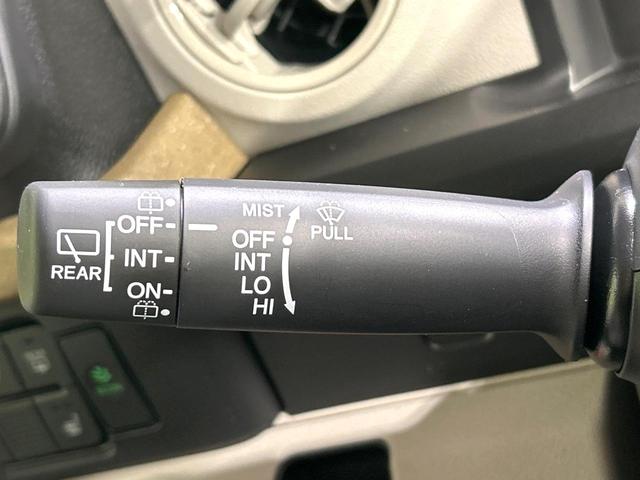 REAR
OFF
INT
ON
MIST
OFF
INT
LO
HI
PULL